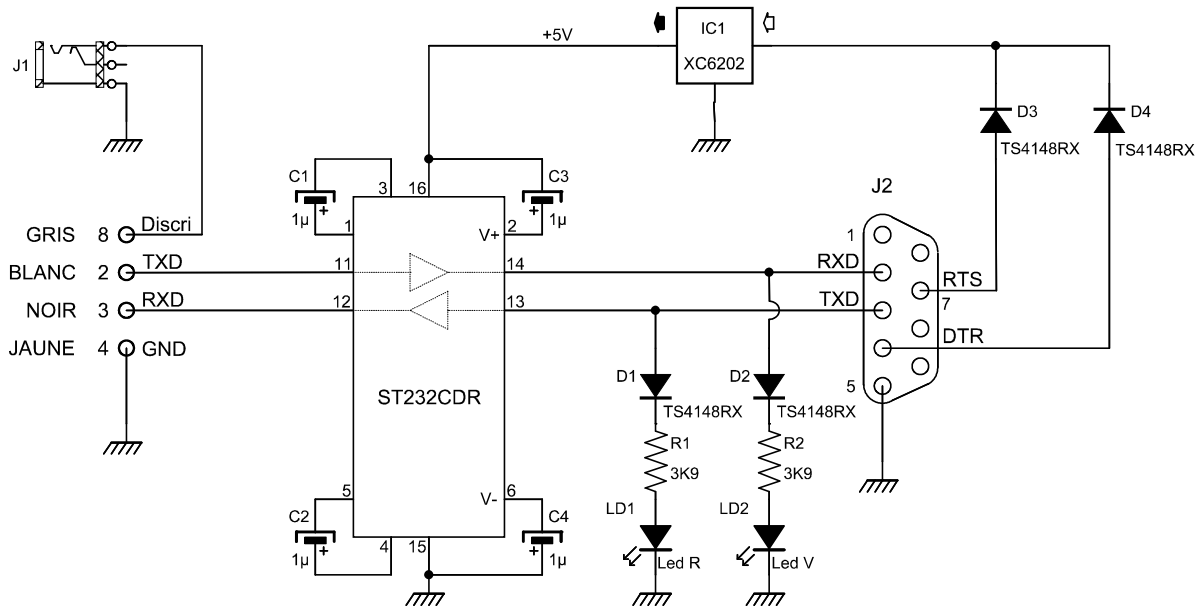 J1
+5V
IC1
XC6202
D3
TS4148RX
D4
TS4148RX
J2
C1
1µ
+
3
16
C3
1µ
+
1
V+
2
GRIS 8 Discri
BLANC 2 TXD
NOIR 3 RXD
JAUNE 4 GND
11
14
12
13
RXD
TXD
1
RTS
7
DTR
5
ST232CDR
D1
TS4148RX
R1
3K9
LD1
Led R
D2
TS4148RX
R2
3K9
LD2
Led V
5
V-
6
C2
1µ
+
4
15
C4
1µ
+